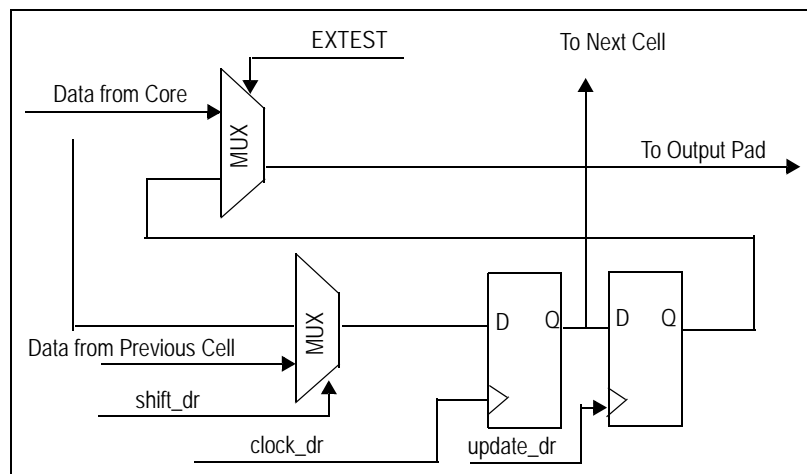 EXTEST
To Next Cell
Data from Core
MUX
To Output Pad
MUX
D Q
D Q
Data from Previous Cell
shift_dr
clock_dr
update_dr